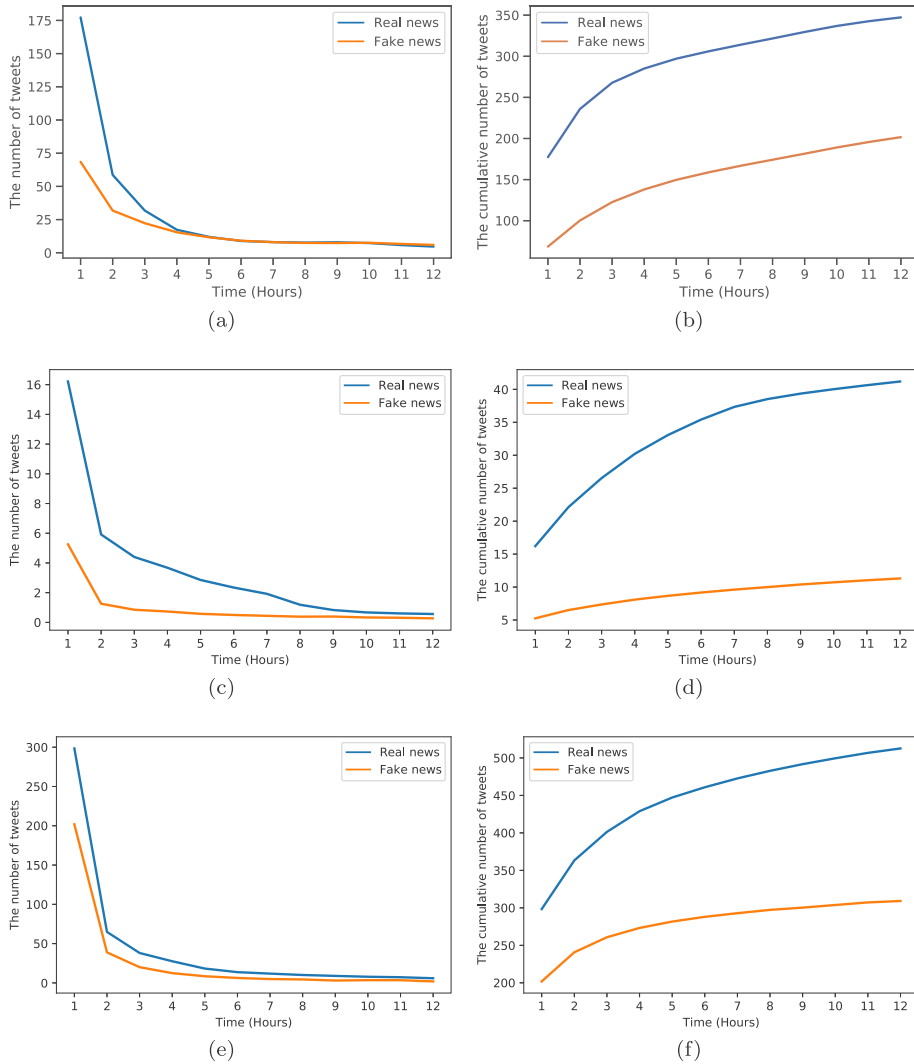 Real news
Fake news
The number of tweets
175
150
125
100
75
50
25
0
1 2 3 4 5 6 7 8 9 10 11 12
Time (Hours)
(a)
Real news
Fake news
The cumulative number of tweets
350
300
250
200
150
100
1 2 3 4 5 6 7 8 9 10 11 12
Time (Hours)
(b)
Real news
Fake news
The number of tweets
16
14
12
10
8
6
4
2
0
1 2 3 4 5 6 7 8 9 10 11 12
Time (Hours)
(c)
Real news
Fake news
The cumulative number of tweets
40
35
30
25
20
15
10
5
1 2 3 4 5 6 7 8 9 10 11 12
Time (Hours)
(d)
Real news
Fake news
The number of tweets
300
250
200
150
100
50
0
1 2 3 4 5 6 7 8 9 10 11 12
Time (Hours)
(e)
Real news
Fake news
The cumulative number of tweets
500
450
400
350
300
250
200
1 2 3 4 5 6 7 8 9 10 11 12
Time (Hours)
(f)